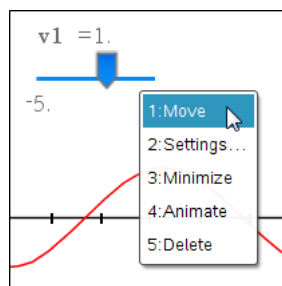 v1 =1.
-5.
1:Move
2:Settings...
3:Minimize
4:Animate
5:Delete